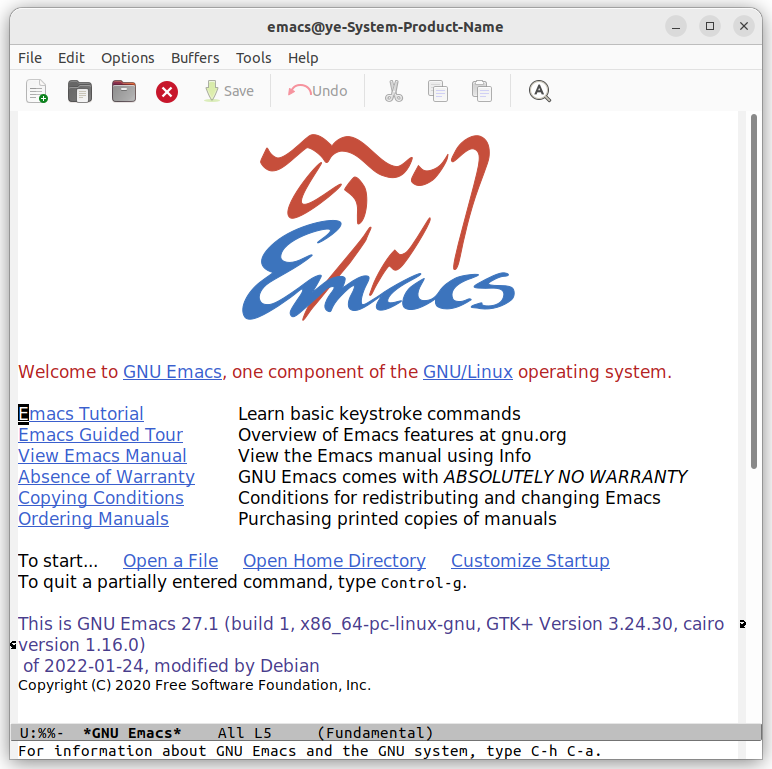 emacs@ye-System-Product-Name
File Edit Options Buffers Tools Help
Save Undo
Emacs
Welcome to GNU Emacs, one component of the GNU/Linux operating system.
Emacs Tutorial Learn basic keystroke commands
Emacs Guided Tour Overview of Emacs features at gnu.org
View Emacs Manual View the Emacs manual using Info
Absence of Warranty GNU Emacs comes with ABSOLUTELY NO WARRANTY
Copying Conditions Conditions for redistributing and changing Emacs
Ordering Manuals Purchasing printed copies of manuals
To start... Open a File Open Home Directory Customize Startup
To quit a partially entered command, type Control-g.
This is GNU Emacs 27.1 (build 1, x86_64-pc-linux-gnu, GTK+ Version 3.24.30, cairo
version 1.16.0)
of 2022-01-24, modified by Debian
Copyright (C) 2020 Free Software Foundation, Inc.
U:%%- *GNU Emacs* All L5 (Fundamental)
For information about GNU Emacs and the GNU system, type C-h C-a.